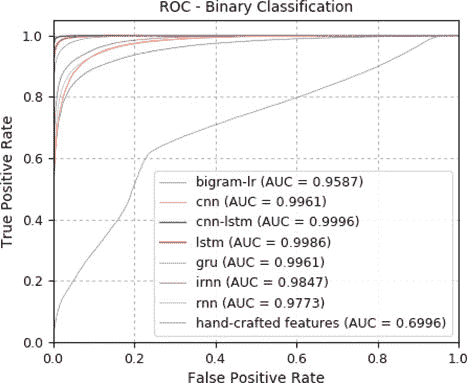 ROC - Binary Classification
True Positive Rate
1.0
0.8
0.6
0.4
0.2
0.0
bigram-lr (AUC = 0.9587)
cnn (AUC = 0.9961)
cnn-lstm (AUC = 0.9996)
lstm (AUC = 0.9986)
gru (AUC = 0.9961)
irnn (AUC = 0.9847)
rnn (AUC = 0.9773)
hand-crafted features (AUC = 0.6996)
0.0 0.2 0.4 0.6 0.8 1.0
False Positive Rate